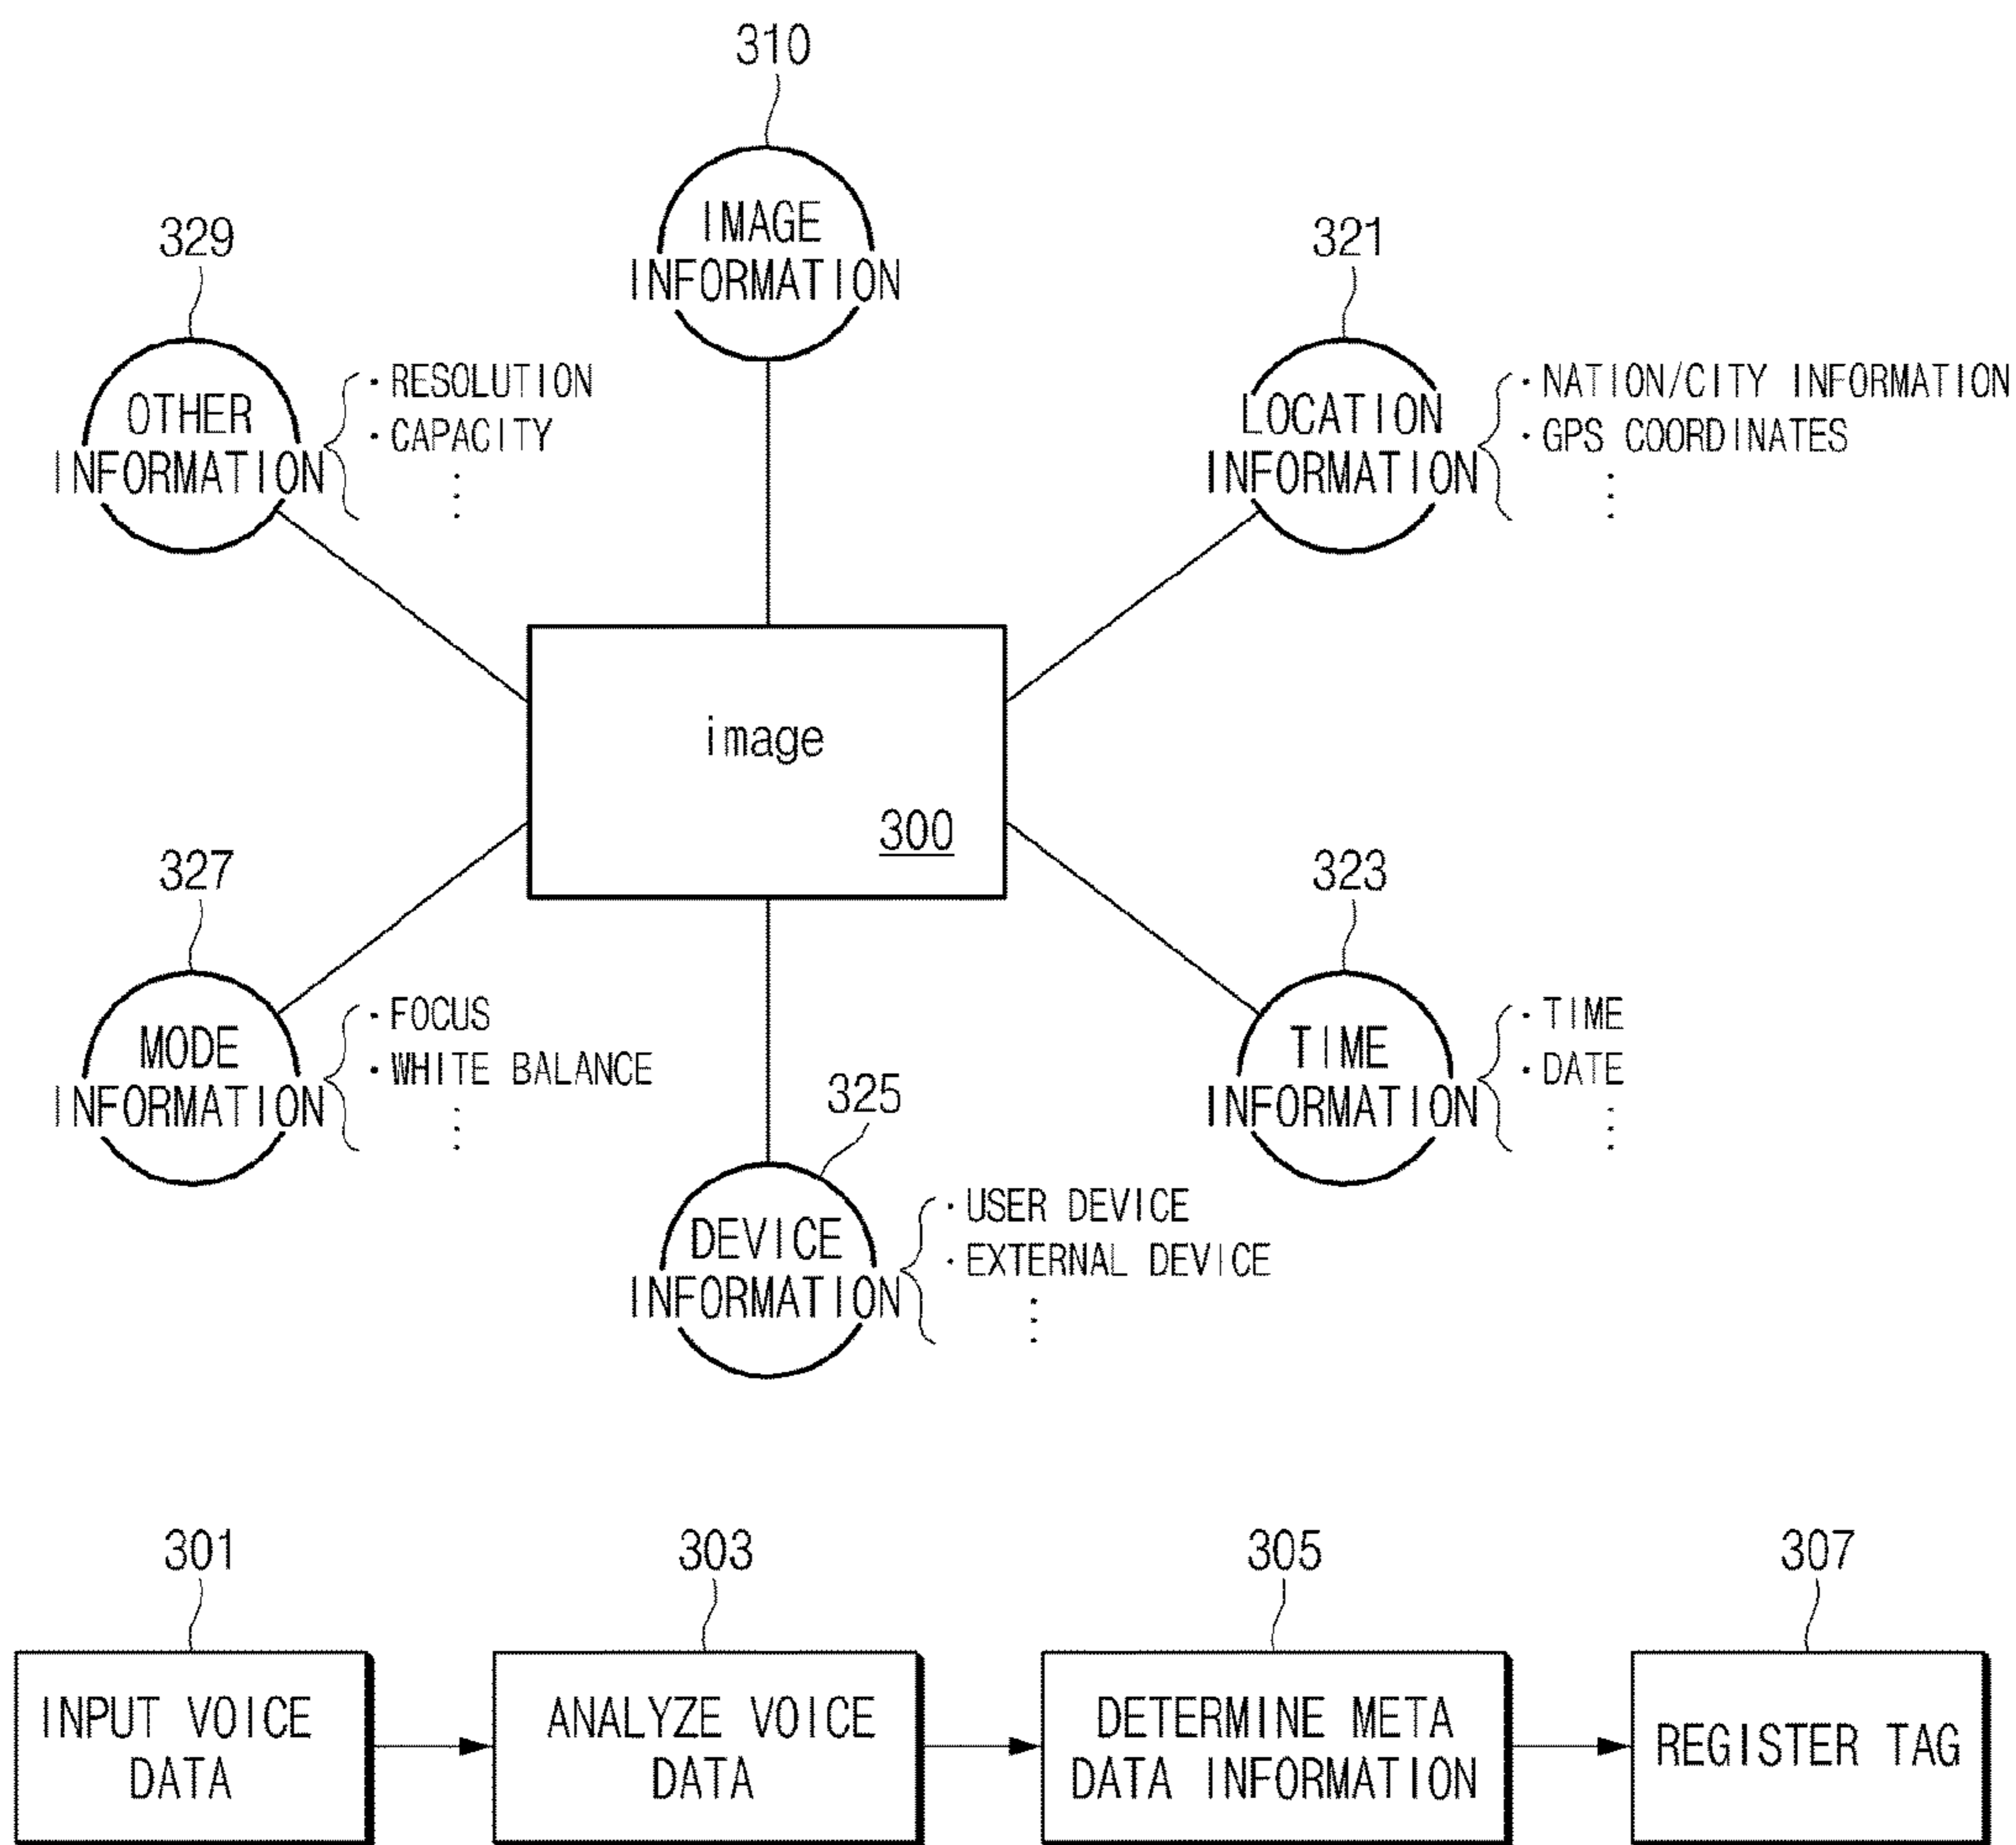 310
IMAGE
INFORMATION
329
OTHER
INFORMATION
· RESOLUTION
· CAPACITY
321
LOCATION
INFORMATION
· NATION/CITY INFORMATION
· GPS COORDINATES
image
300
327
MODE
INFORMATION
· FOCUS
· WHITE BALANCE
325
DEVICE
INFORMATION
· USER DEVICE
· EXTERNAL DEVICE
323
TIME
INFORMATION
· TIME
· DATE
301
INPUT VOICE
DATA
303
ANALYZE VOICE
DATA
305
DETERMINE META
DATA INFORMATION
307
REGISTER TAG